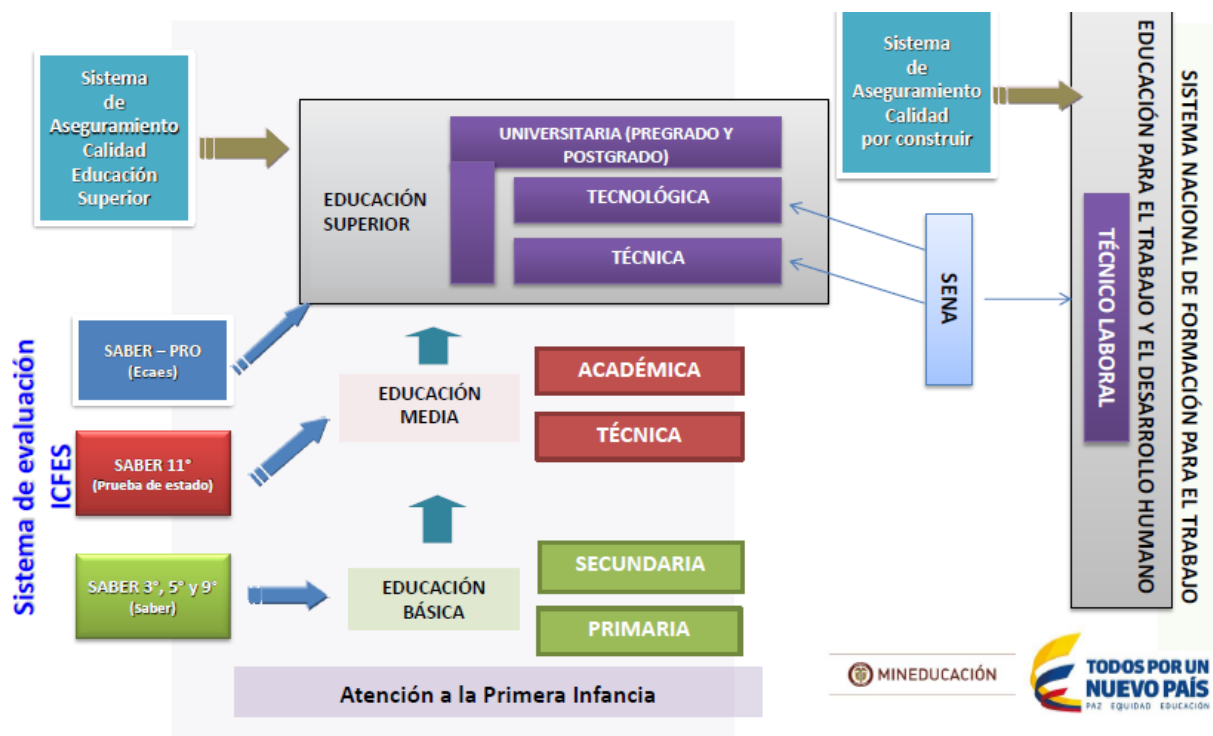 Sistema
de
Aseguramiento
Calidad
Educación
Superior
UNIVERSITARIA (PREGRADO Y
POSTGRADO)
EDUCACIÓN
SUPERIOR
TECNOLÓGICA
TÉCNICA
Sistema
de
Aseguramiento
Calidad
por construir
SENA
TÉCNICO LABORAL
EDUCACIÓN PARA EL TRABAJO Y EL DESARROLLO HUMANO
SISTEMA NACIONAL DE FORMACIÓN PARA EL TRABAJO
Sistema de evaluación
ICFES
SABER – PRO
(Ecaes)
EDUCACIÓN
MEDIA
ACADÉMICA
TÉCNICA
SABER 11°
(Prueba de estado)
SABER 3°, 5° y 9°
(Saber)
EDUCACIÓN
BÁSICA
SECUNDARIA
PRIMARIA
Atención a la Primera Infancia
MINEDUCACIÓN
TODOS POR UN
NUEVO PAÍS
PAZ EQUIDAD EDUCACIÓN